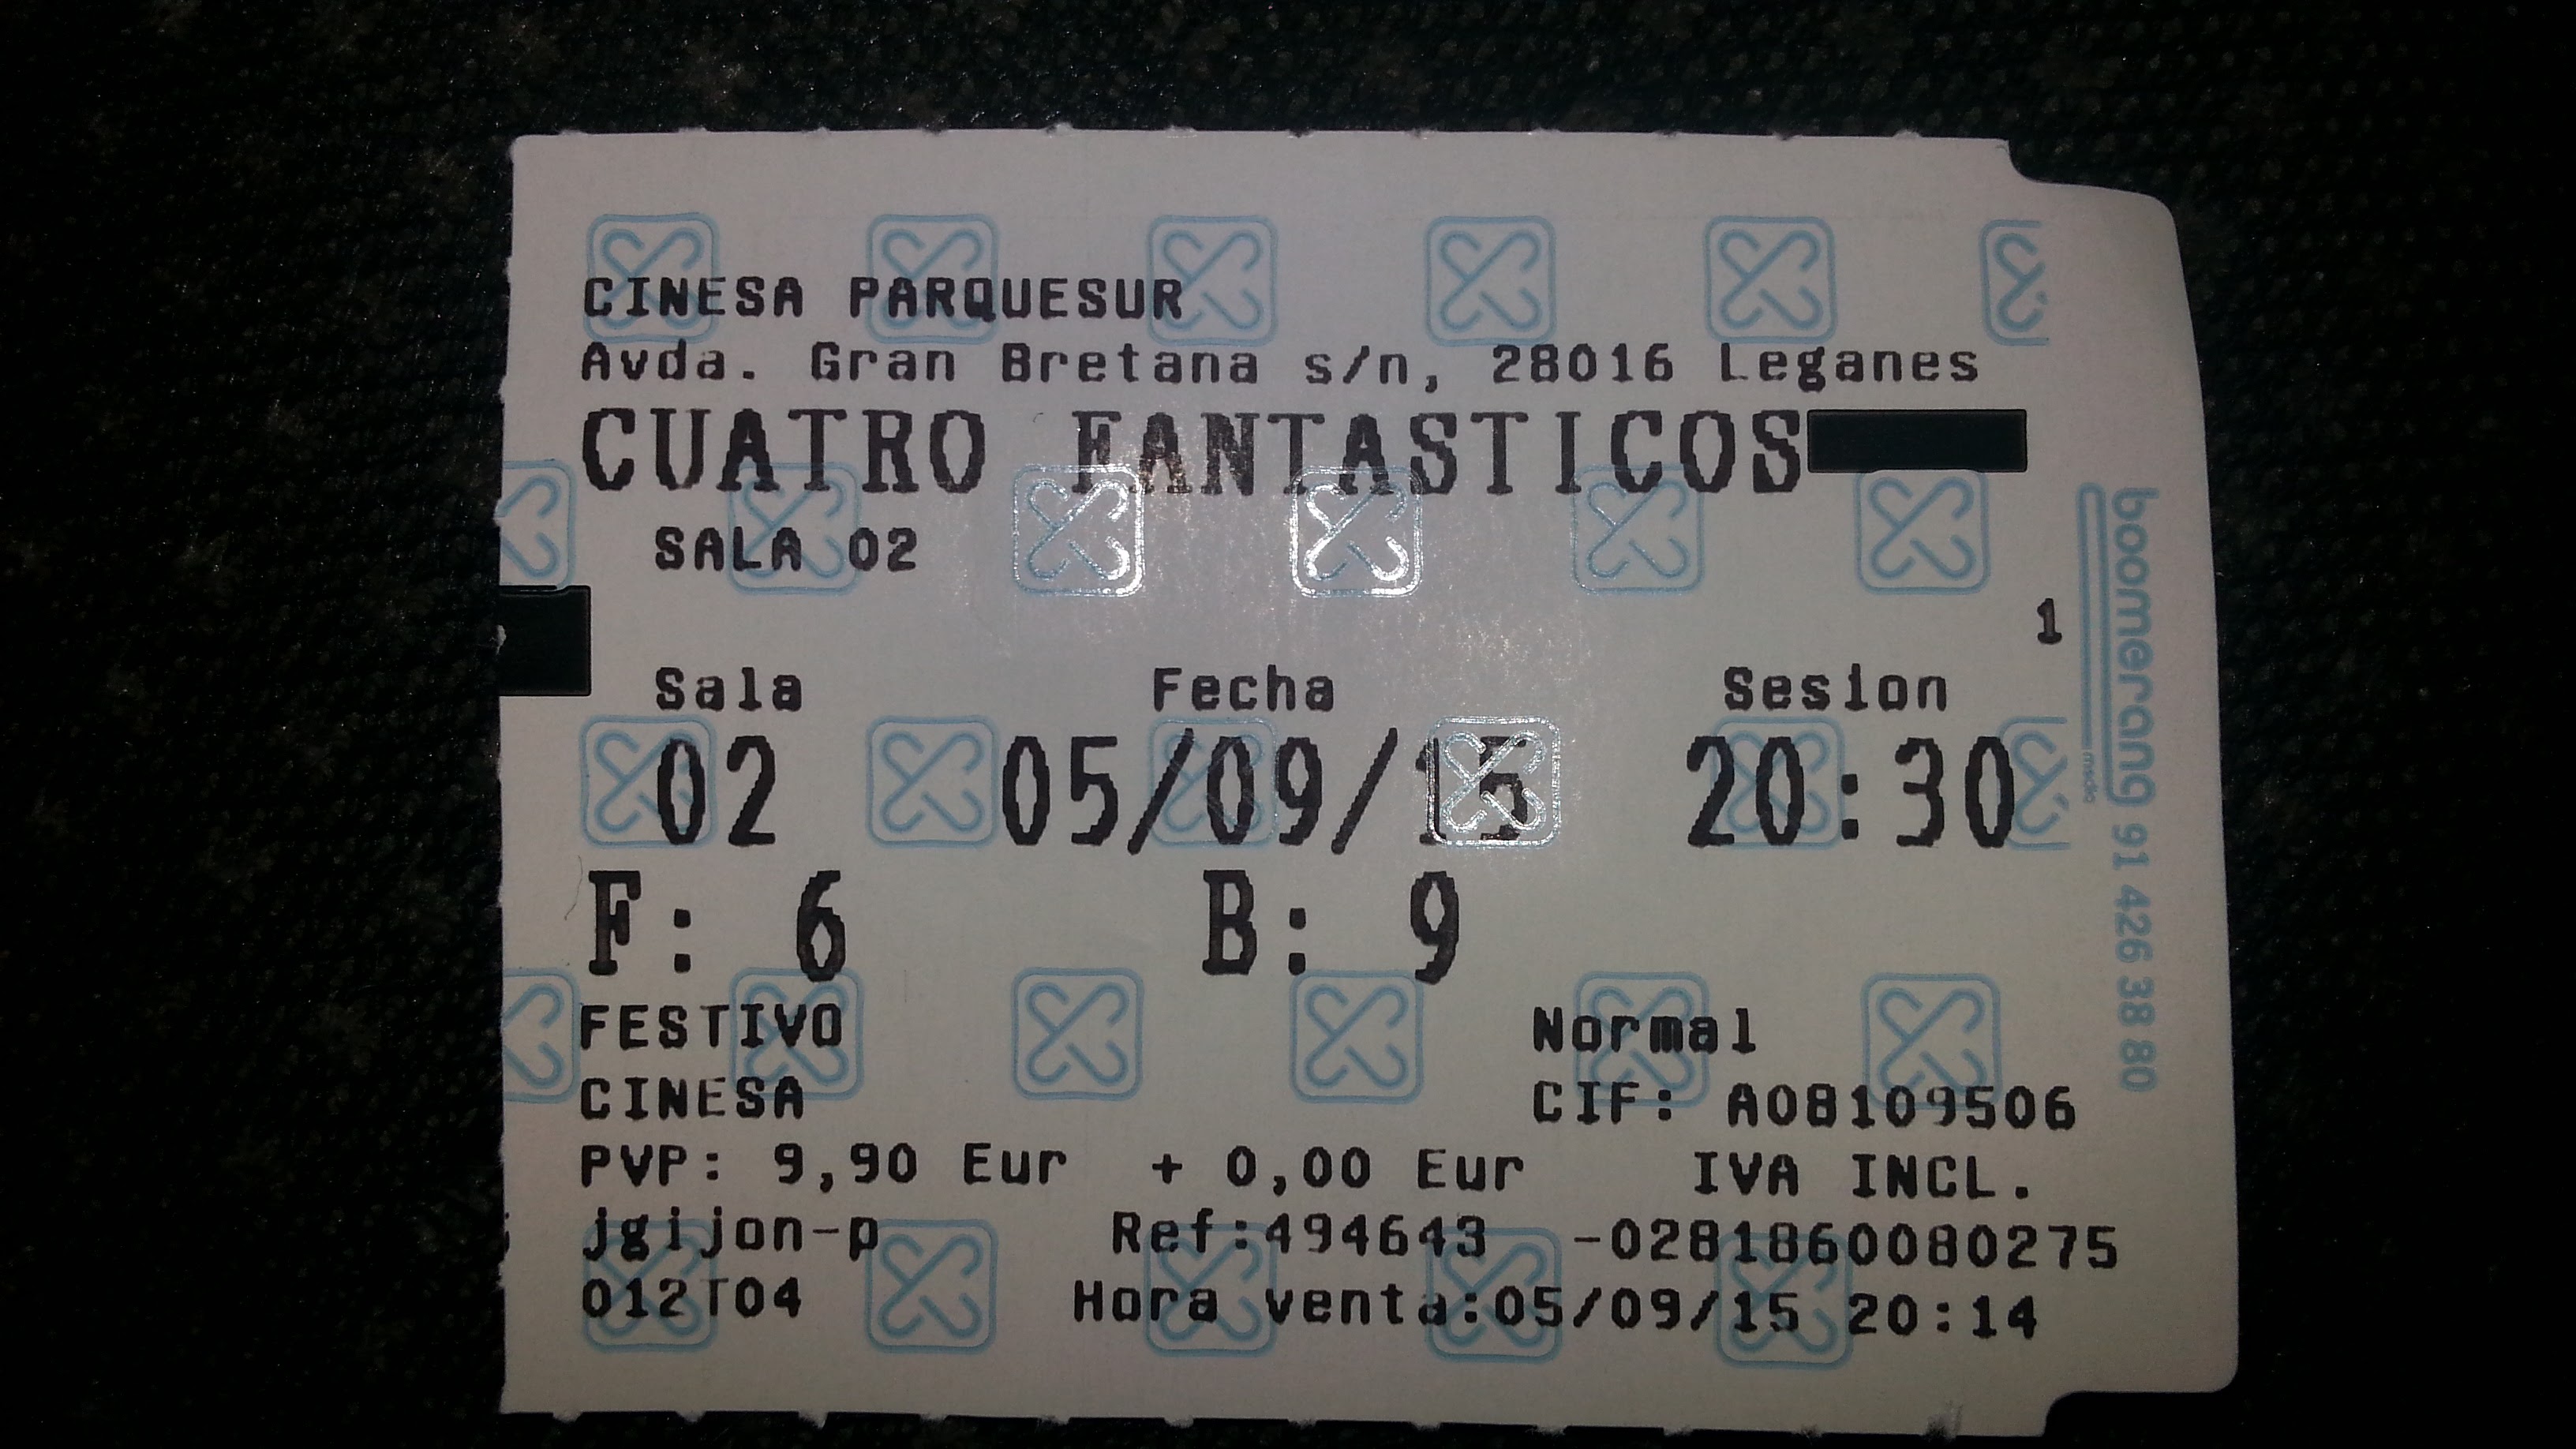 CINESA PARQUESUR
Avda. Gran Bretana s/n, 28016 Leganes
CUATRO FANTASTICOS
SALA 02
1
Sala Fecha Sesion
02 05/09/15 20:30
F: 6 B: 9
FESTIVO Normal
CINESA CIF: A08109506
PVP: 9,90 Eur + 0,00 Eur IVA INCL.
jgijon-p Ref:494643 -0281860080275
012T04 Hora venta:05/09/15 20:14
boomerang media 91 426 38 80